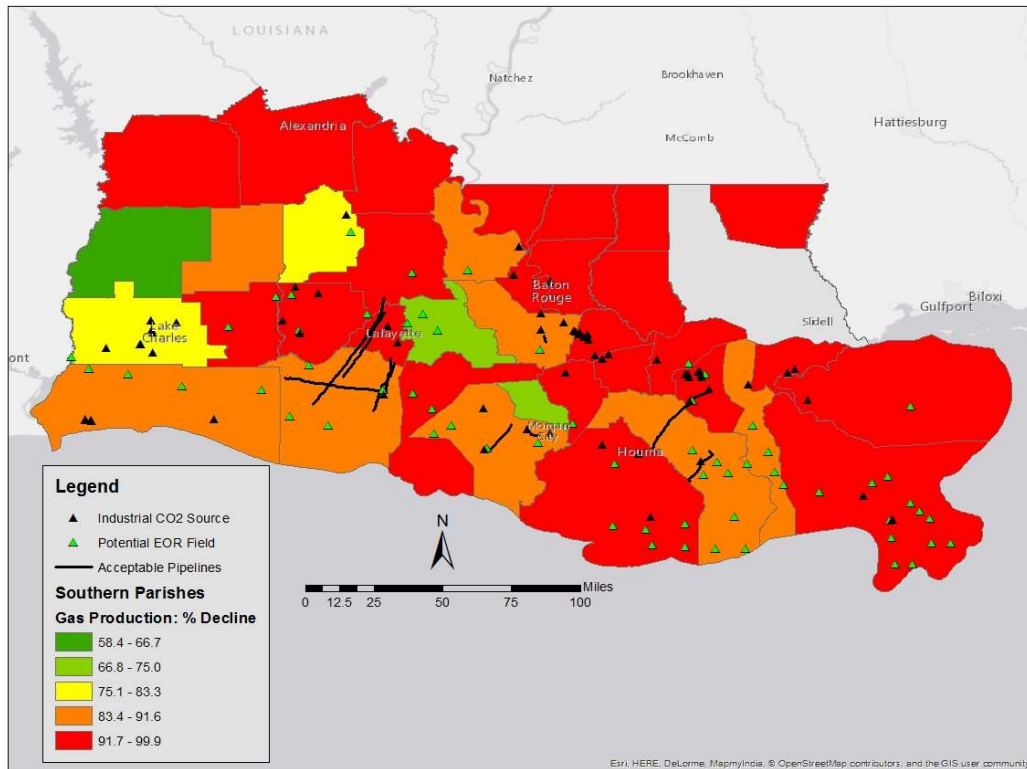 LOUISIANA
Natchez
Brookhaven
Alexandria
McComb
Hattiesburg
Baton
Rouge
Biloxi
Gulfport
Slidell
Lake
Charles
Lafayette
ont
Morgan
City
Houma
Legend
Industrial CO2 Source
Potential EOR Field
Acceptable Pipelines
Southern Parishes
Gas Production: % Decline
58.4 - 66.7
66.8 - 75.0
75.1 - 83.3
83.4 - 91.6
91.7 - 99.9
N
Miles
0 12.5 25 50 75 100
Esri, HERE, DeLorme, MapmyIndia, © OpenStreetMap contributors, and the GIS user community